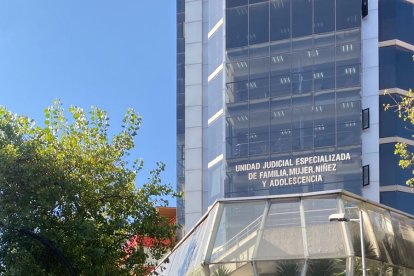 UNIDAD JUDICIAL ESPECIALIZADA
DE FAMILIA, MUJER, NIÑEZ
Y ADOLESCENCIA